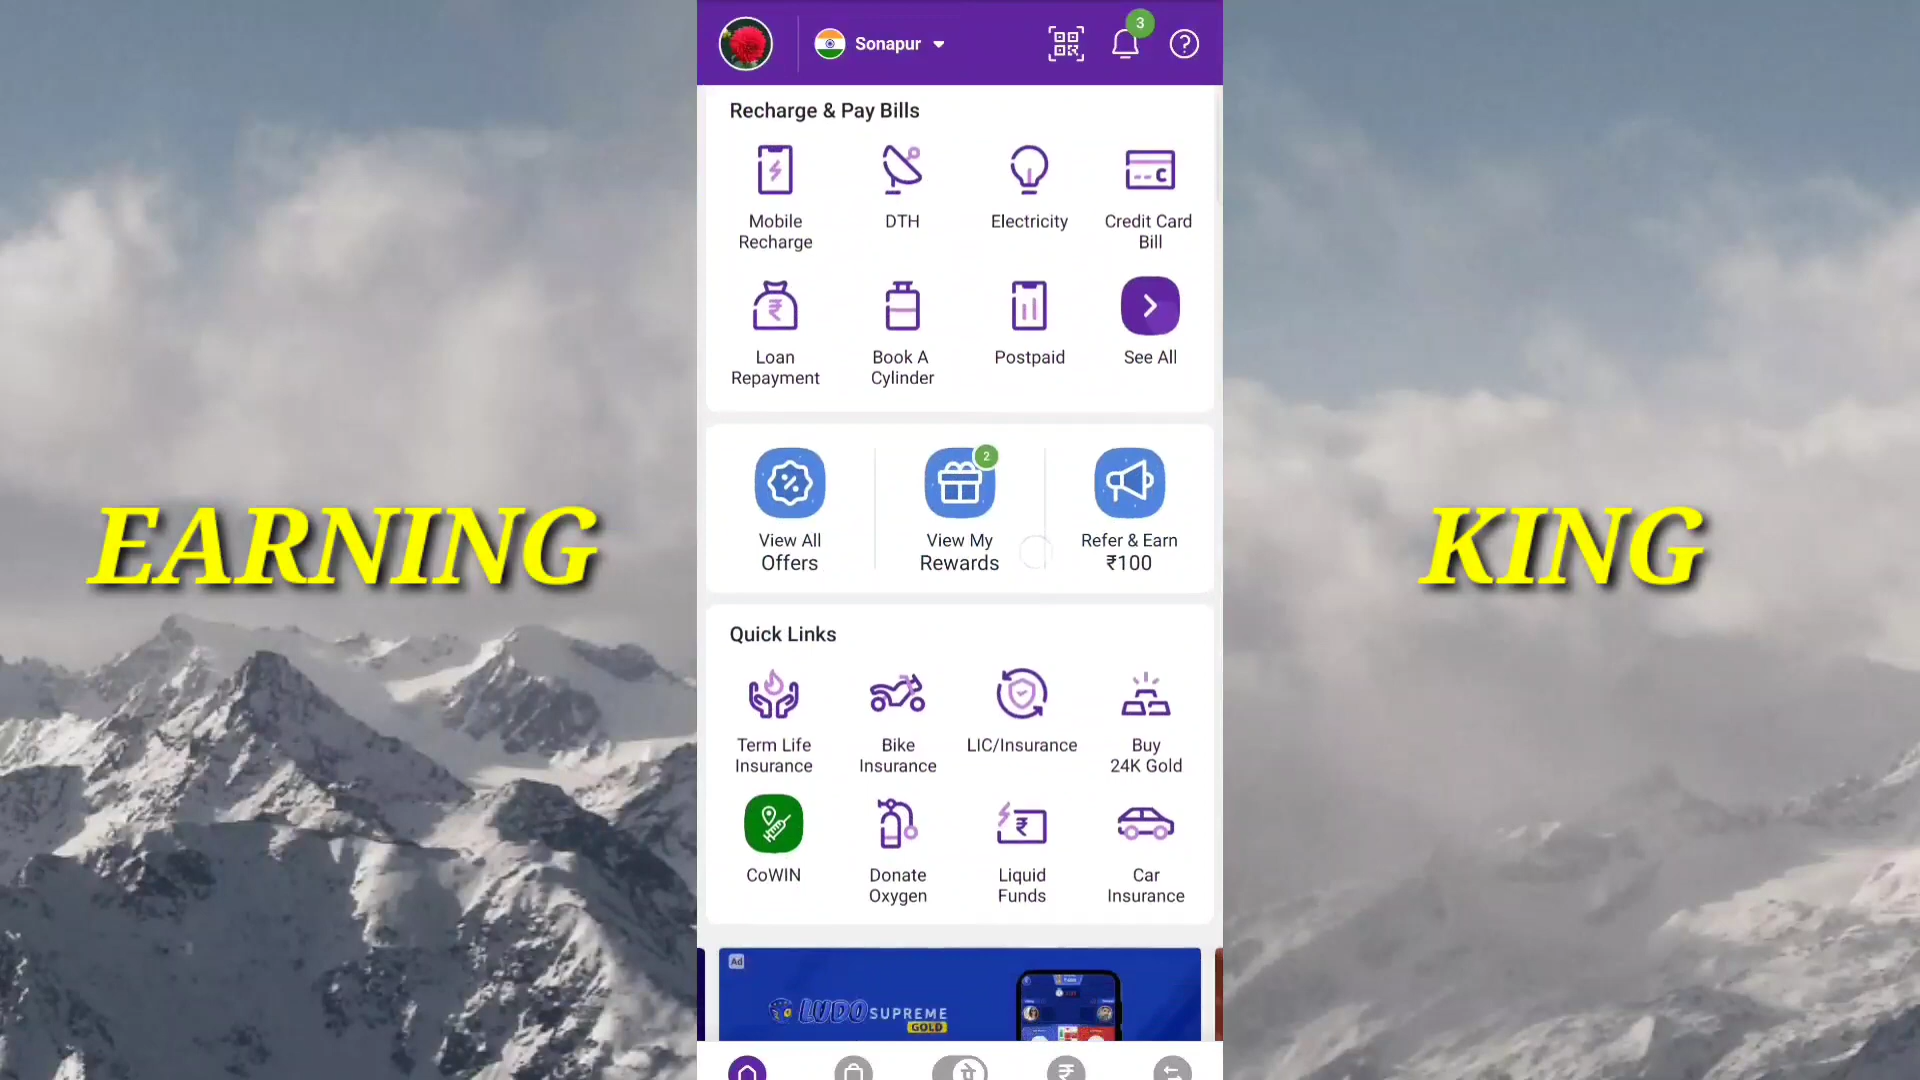 Sonapur
3
Recharge & Pay Bills
Mobile Recharge
DTH
Electricity
Credit Card Bill
Loan Repayment
Book A Cylinder
Postpaid
See All
View All Offers
2
View My Rewards
Refer & Earn ₹100
EARNING
KING
Quick Links
Term Life Insurance
Bike Insurance
LIC/Insurance
Buy 24K Gold
CoWIN
Donate Oxygen
Liquid Funds
Car Insurance
Ad
LUDO SUPREME
GOLD